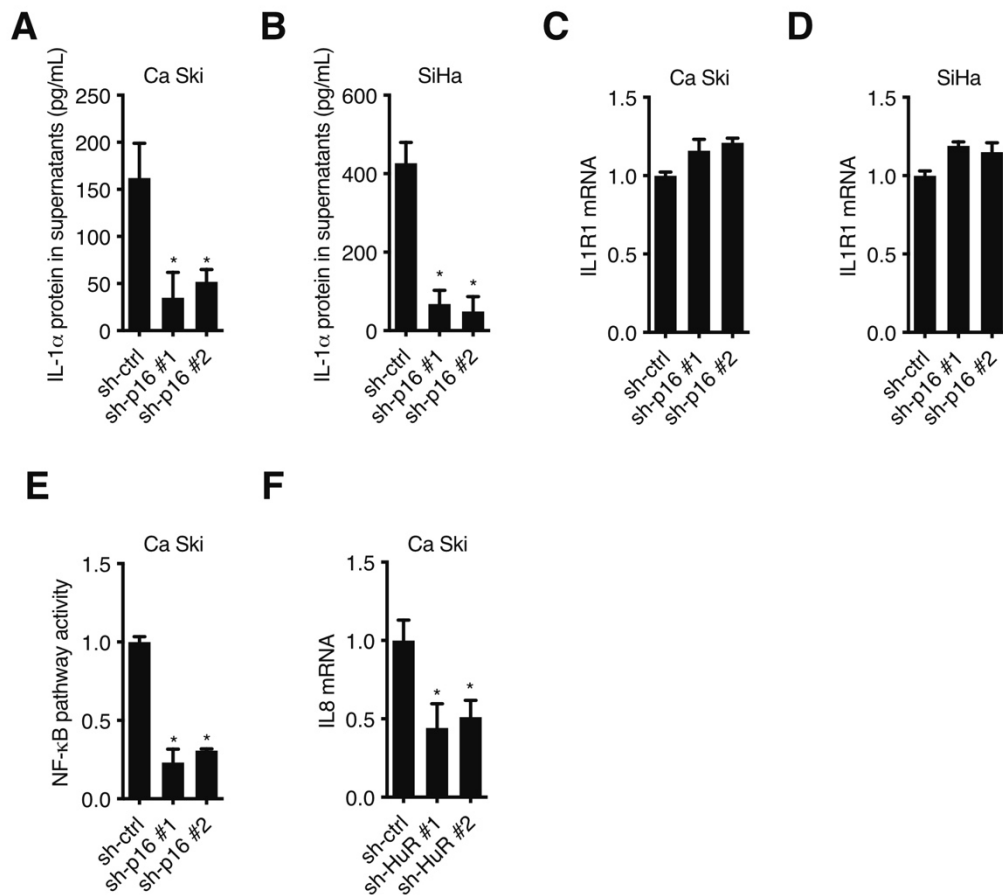 A
Ca Ski
IL-1α protein in supernatants (pg/mL)
250
200
150
100
50
0
*
*
sh-ctrl
sh-p16 #1
sh-p16 #2
B
SiHa
IL-1α protein in supernatants (pg/mL)
600
400
200
0
*
*
sh-ctrl
sh-p16 #1
sh-p16 #2
C
Ca Ski
IL1R1 mRNA
1.5
1.0
0.5
0.0
sh-ctrl
sh-p16 #1
sh-p16 #2
D
SiHa
IL1R1 mRNA
1.5
1.0
0.5
0.0
sh-ctrl
sh-p16 #1
sh-p16 #2
E
Ca Ski
NF-κB pathway activity
1.5
1.0
0.5
0.0
*
*
sh-ctrl
sh-p16 #1
sh-p16 #2
F
Ca Ski
IL8 mRNA
1.5
1.0
0.5
0.0
*
*
sh-ctrl
sh-HuR #1
sh-HuR #2